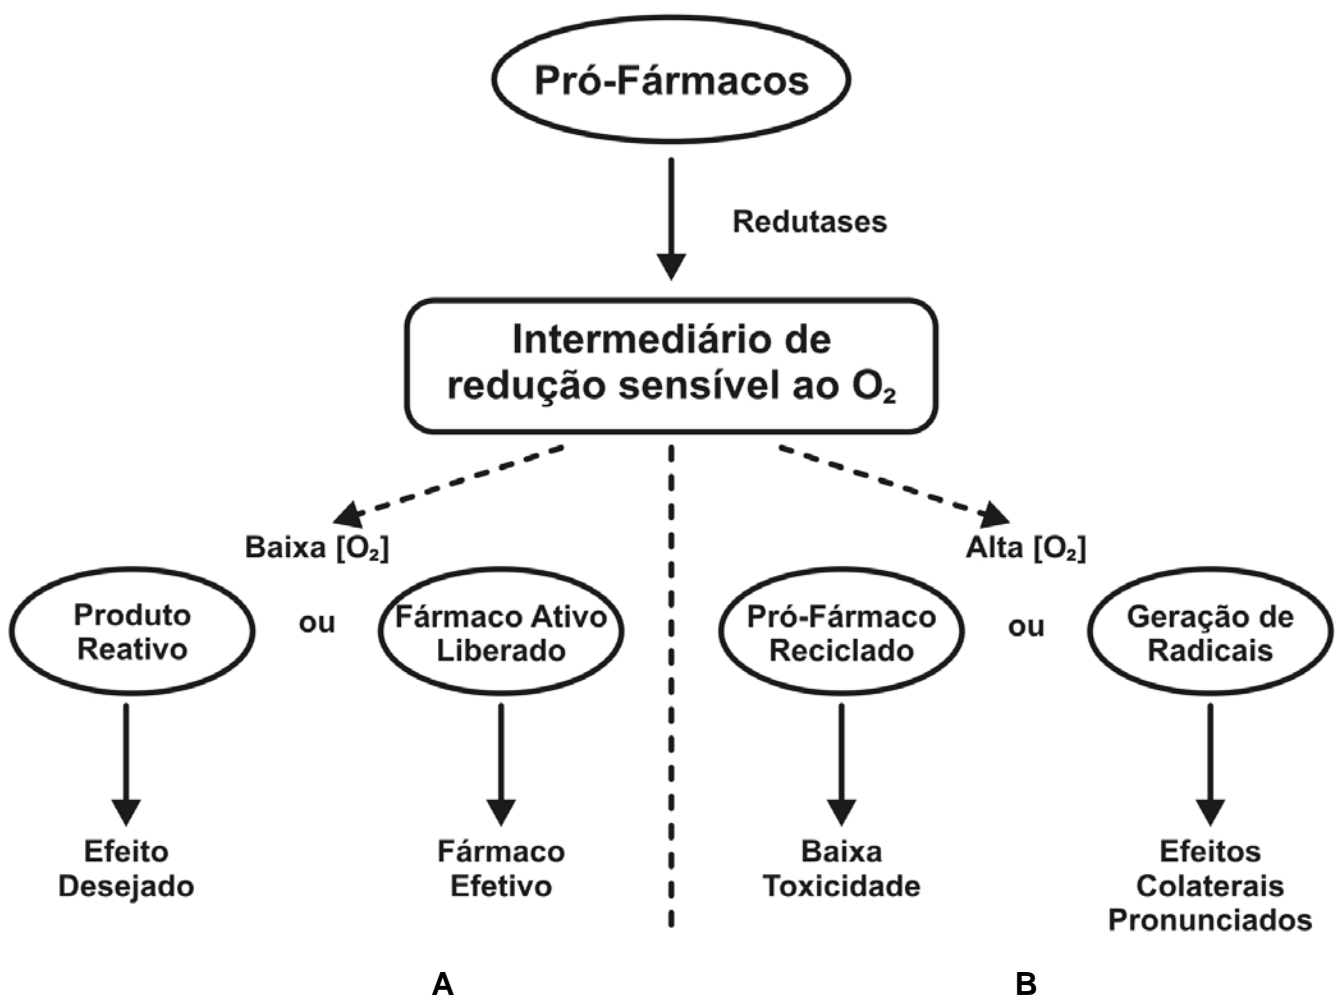 Pró-Fármacos
Redutases
Intermediário de
redução sensível ao O₂
Baixa [O₂]
Alta [O₂]
Produto
Reativo
ou
Fármaco Ativo
Liberado
Pró-Fármaco
Reciclado
ou
Geração de
Radicais
Efeito
Desejado
Fármaco
Efetivo
Baixa
Toxicidade
Efeitos
Colaterais
Pronunciados
A
B